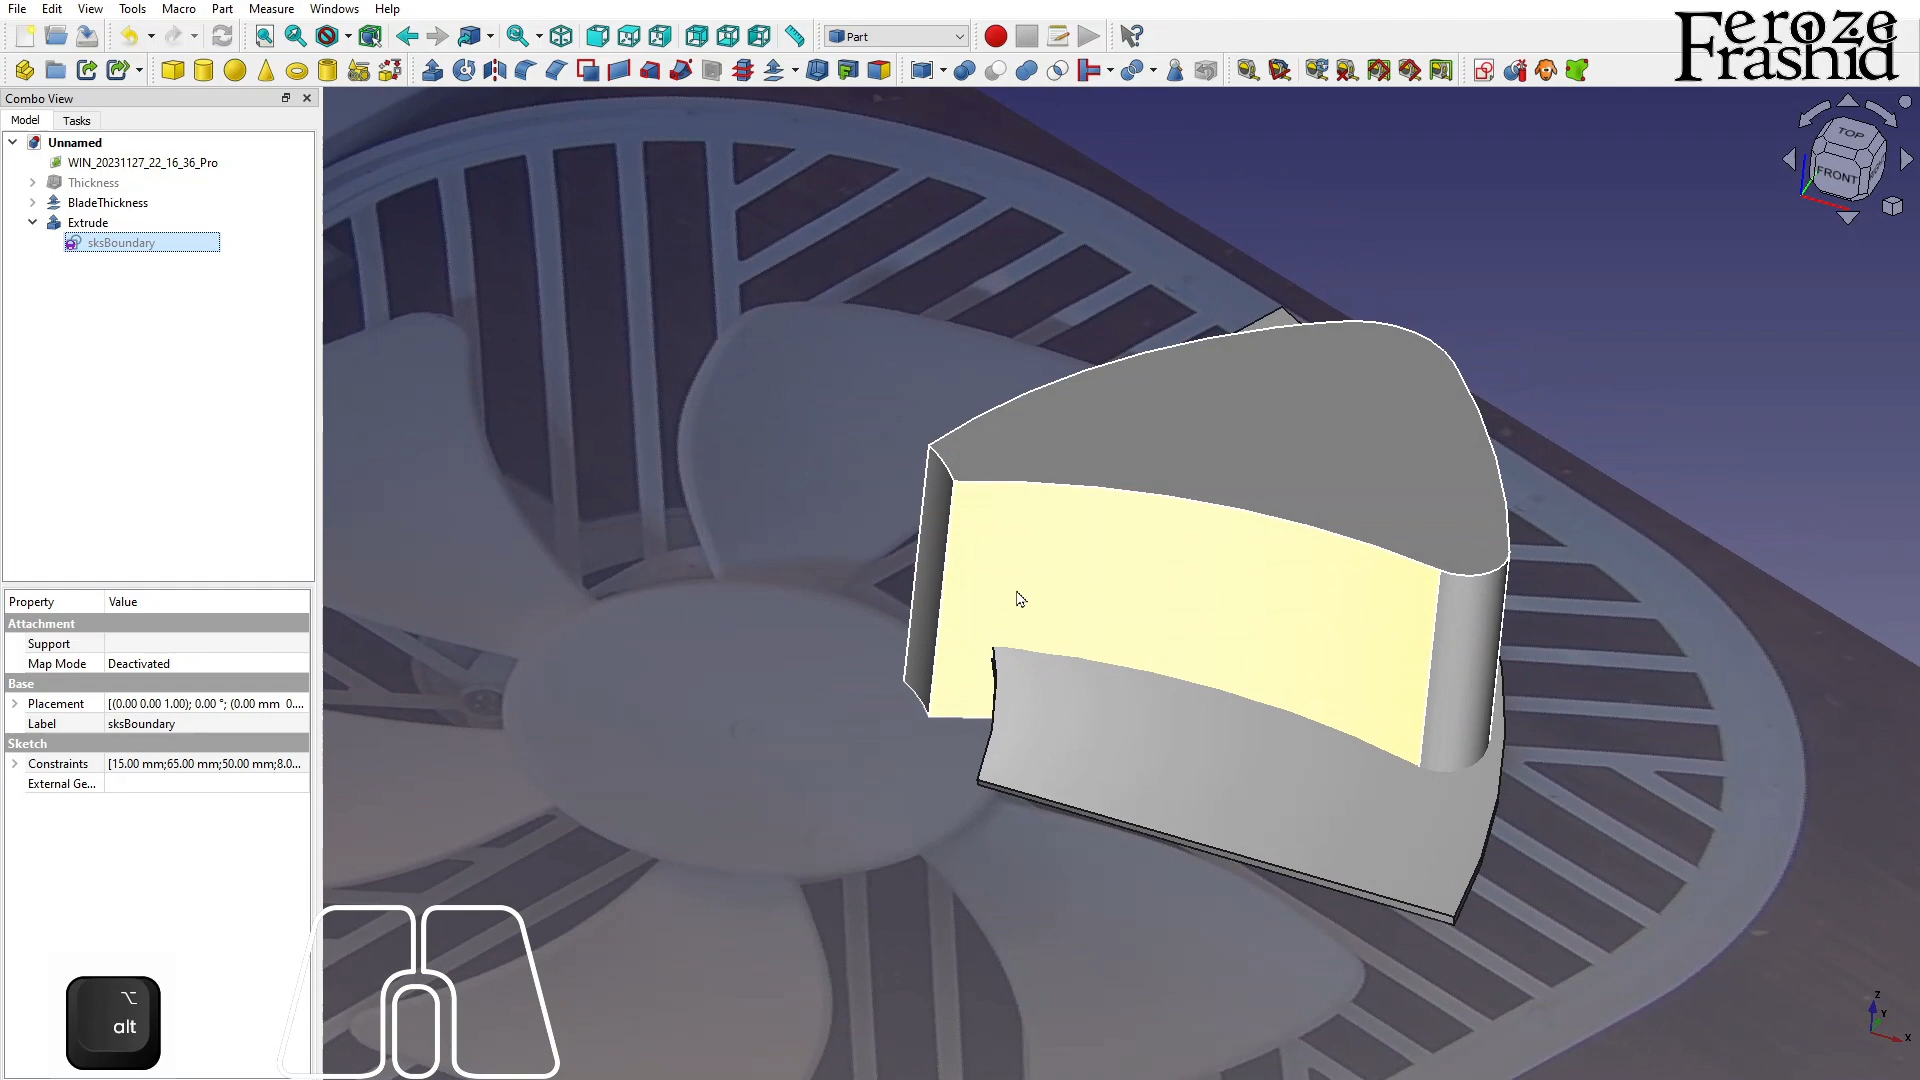 File Edit View Tools Macro Part Measure Windows Help
Part
Feroze
Frashid
Combo View
Model Tasks
Unnamed
WIN_20231127_22_16_36_Pro
Thickness
BladeThickness
Extrude
sksBoundary
TOP
FRONT
Property Value
Attachment
Support
Map Mode Deactivated
Base
Placement [(0.00 0.00 1.00); 0.00 °; (0.00 mm 0....
Label sksBoundary
Sketch
Constraints [15.00 mm;65.00 mm;50.00 mm;8.0...
External Ge...
alt
Z
Y
X